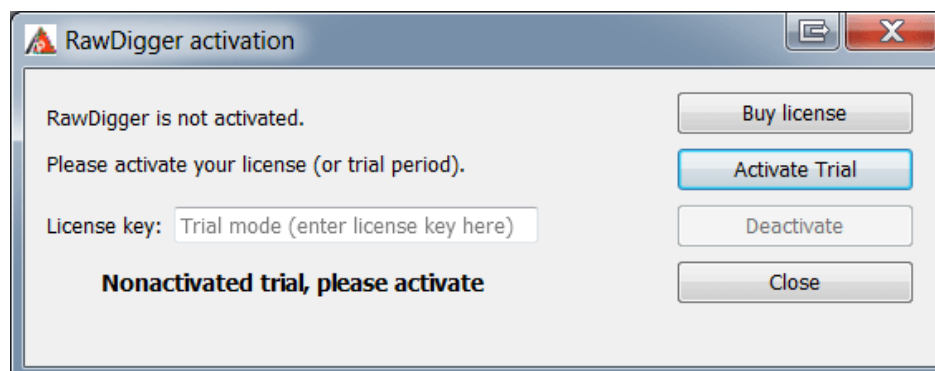 RawDigger activation
RawDigger is not activated.
Buy license
Please activate your license (or trial period).
Activate Trial
License key: Trial mode (enter license key here)
Deactivate
Nonactivated trial, please activate
Close